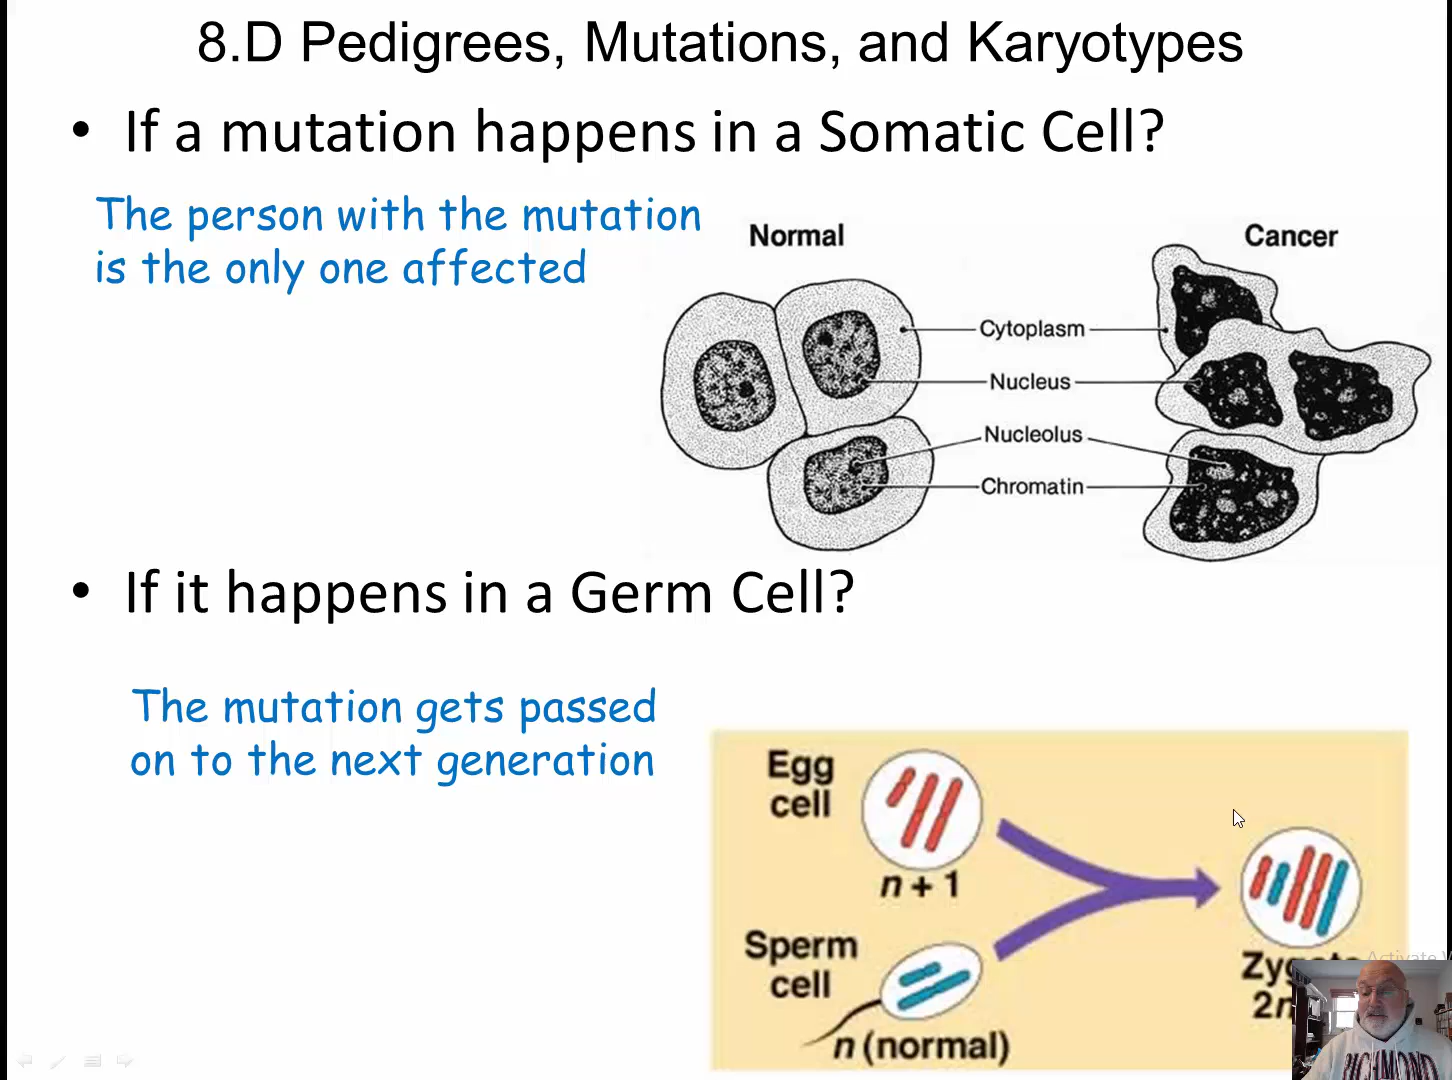 8.D Pedigrees, Mutations, and Karyotypes
• If a mutation happens in a Somatic Cell?
The person with the mutation
is the only one affected
Normal
Cancer
Cytoplasm
Nucleus
Nucleolus
Chromatin
• If it happens in a Germ Cell?
The mutation gets passed
on to the next generation
Egg
cell
n + 1
Sperm
cell
n (normal)
2n
Activate
RICHMOND